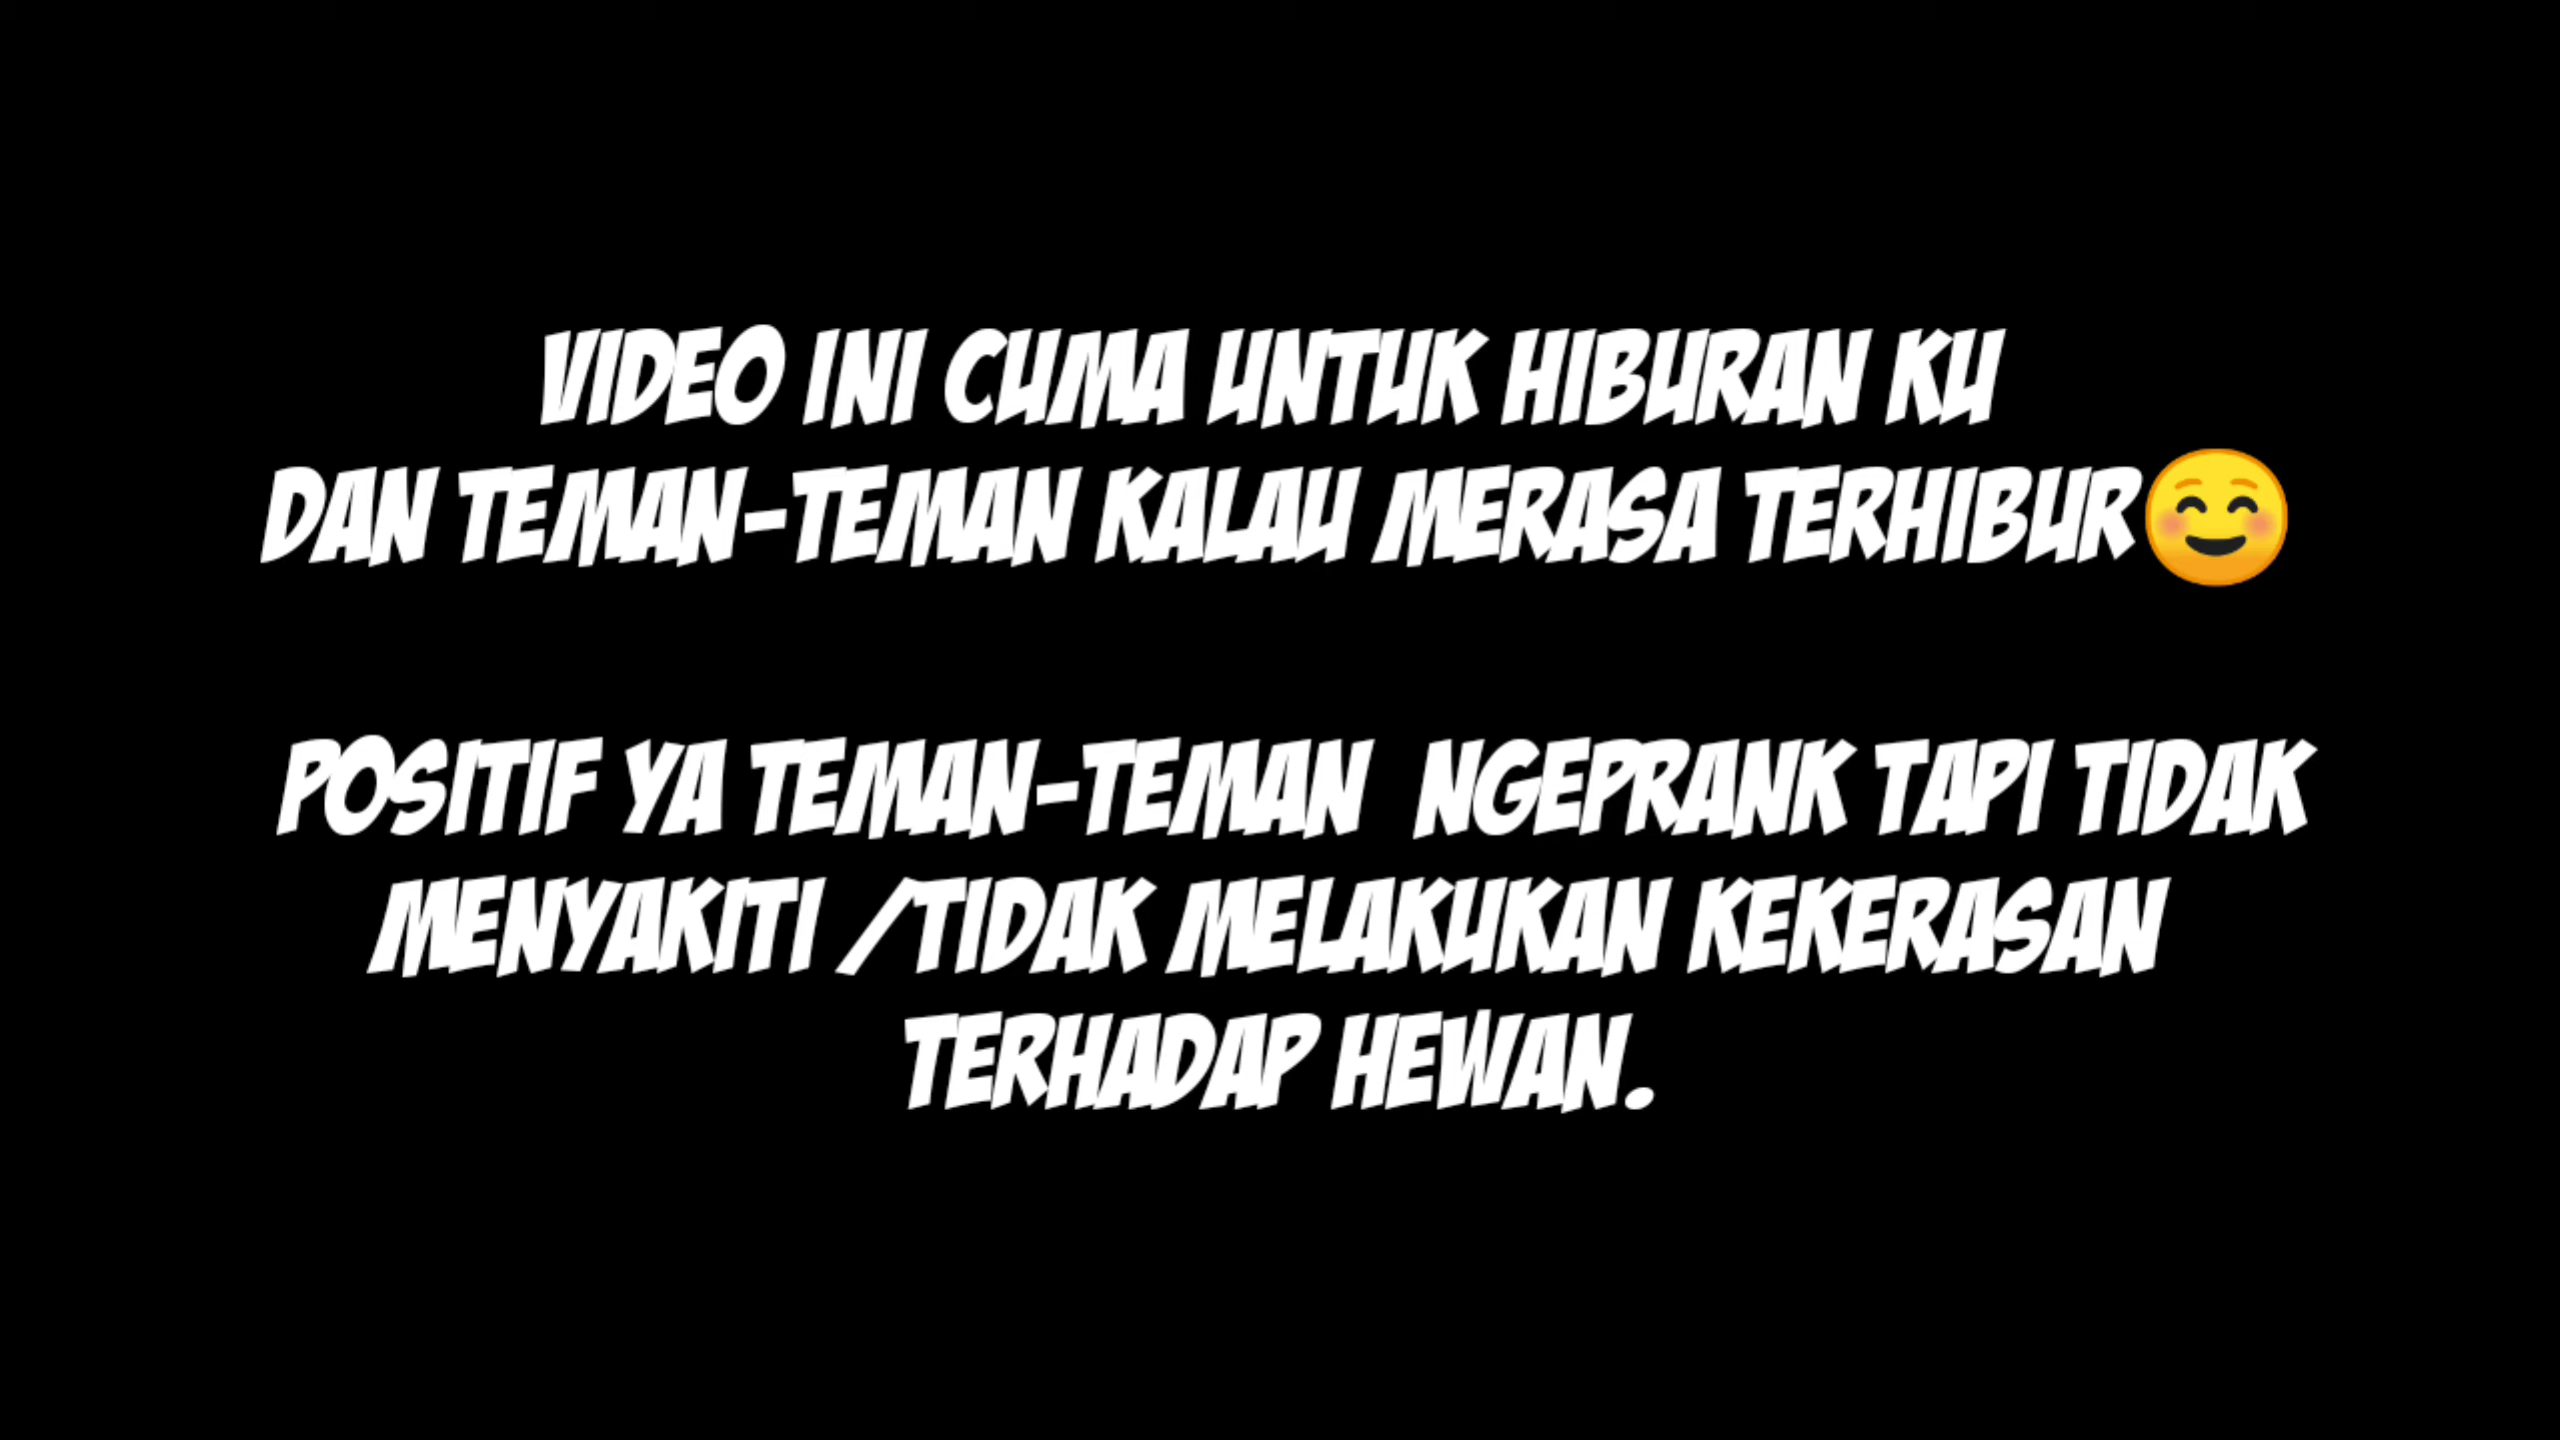 VIDEO INI CUMA UNTUK HIBURAN KU
DAN TEMAN-TEMAN KALAU MERASA TERHIBUR😊
POSITIF YA TEMAN-TEMAN  NGEPRANK TAPI TIDAK
MENYAKITI /TIDAK MELAKUKAN KEKERASAN
TERHADAP HEWAN.